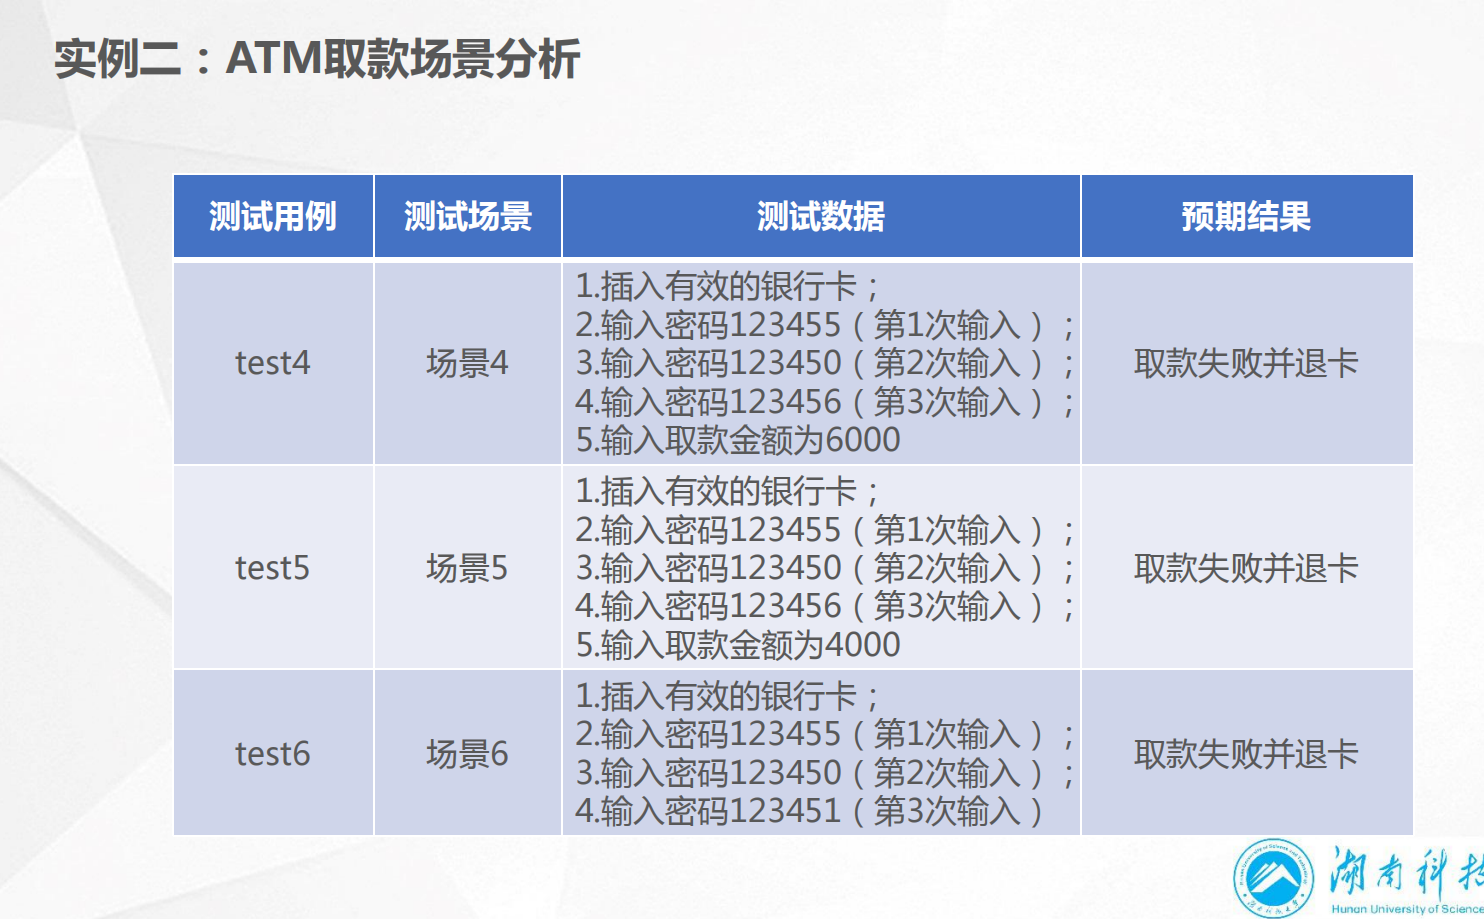 实例二：ATM取款场景分析
测试用例
测试场景
测试数据
预期结果
test4
场景4
1.插入有效的银行卡；
2.输入密码123455（第1次输入）；
3.输入密码123450（第2次输入）；
4.输入密码123456（第3次输入）；
5.输入取款金额为6000
取款失败并退卡
test5
场景5
1.插入有效的银行卡；
2.输入密码123455（第1次输入）；
3.输入密码123450（第2次输入）；
4.输入密码123456（第3次输入）；
5.输入取款金额为4000
取款失败并退卡
test6
场景6
1.插入有效的银行卡；
2.输入密码123455（第1次输入）；
3.输入密码123450（第2次输入）；
4.输入密码123451（第3次输入）
取款失败并退卡
湖南科技
Hunan University of Science